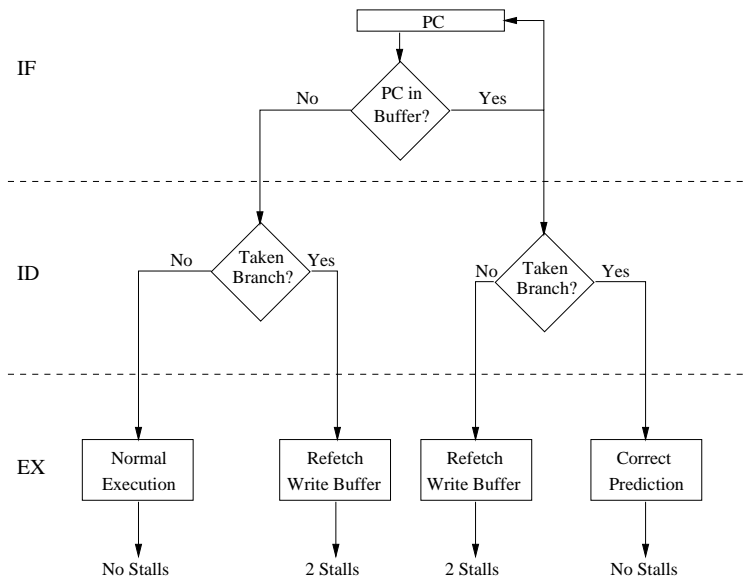 PC
IF
No
PC in
Buffer?
Yes
ID
No
Taken
Branch?
Yes
No
Taken
Branch?
Yes
EX
Normal
Execution
Refetch
Write Buffer
Refetch
Write Buffer
Correct
Prediction
No Stalls
2 Stalls
2 Stalls
No Stalls